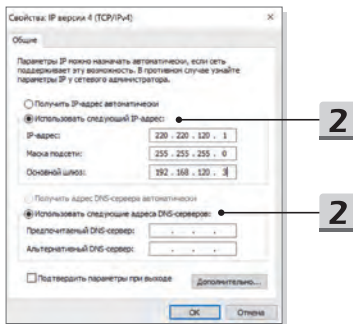 Свойства: IP версии 4 (TCP/IPv4)
Общие
Параметры IP можно назначать автоматически, если сеть
поддерживает эту возможность. В противном случае узнайте
параметры IP у сетевого администратора.
Получить IP-адрес автоматически
Использовать следующий IP-адрес:
2
IP-адрес:
220 . 220 . 120 . 1
Маска подсети:
255 . 255 . 255 . 0
Основной шлюз:
192 . 168 . 120 . 3
Получить адрес DNS-сервера автоматически
Использовать следующие адреса DNS-серверов:
2
Предпочитаемый DNS-сервер:
. . .
Альтернативный DNS-сервер:
. . .
Подтвердить параметры при выходе
Дополнительно...
ОК
Отмена